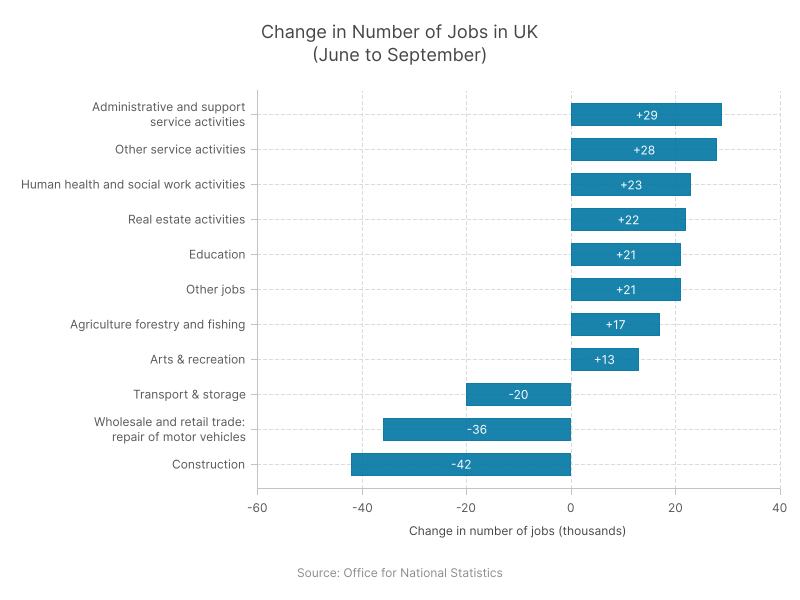 Change in Number of Jobs in UK
(June to September)
Administrative and support
service activities
+29
Other service activities
+28
Human health and social work activities
+23
Real estate activities
+22
Education
+21
Other jobs
+21
Agriculture forestry and fishing
+17
Arts & recreation
+13
Transport & storage
-20
Wholesale and retail trade:
repair of motor vehicles
-36
Construction
-42
-60 -40 -20 0 20 40
Change in number of jobs (thousands)
Source: Office for National Statistics